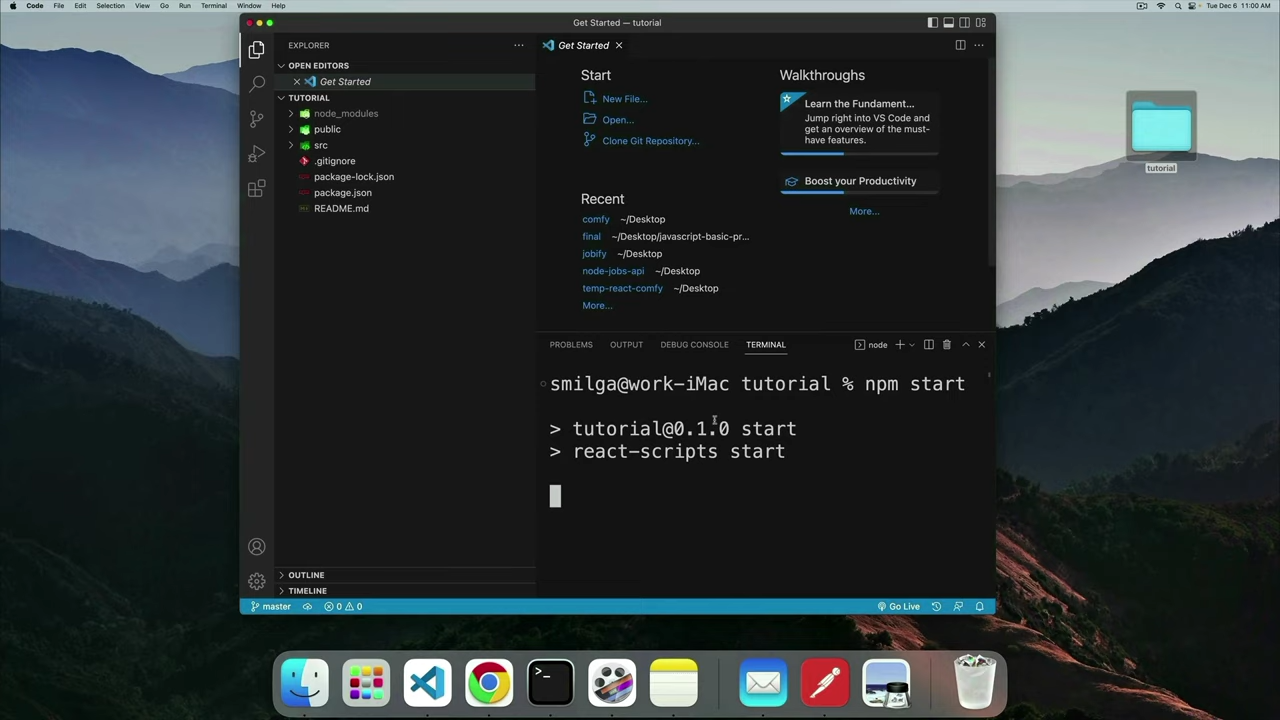 Code File Edit Selection View Go Run Terminal Window Help
Tue Dec 6 11:00 AM
Get Started — tutorial
EXPLORER
OPEN EDITORS
Get Started
TUTORIAL
node_modules
public
src
.gitignore
package-lock.json
package.json
README.md
OUTLINE
TIMELINE
Get Started
Start
New File...
Open...
Clone Git Repository...
Recent
comfy ~/Desktop
final ~/Desktop/javascript-basic-pr...
jobify ~/Desktop
node-jobs-api ~/Desktop
temp-react-comfy ~/Desktop
More...
Walkthroughs
Learn the Fundament...
Jump right into VS Code and
get an overview of the must-
have features.
Boost your Productivity
More...
PROBLEMS OUTPUT DEBUG CONSOLE TERMINAL
node
smilga@work-iMac tutorial % npm start
> tutorial@0.1.0 start
> react-scripts start
master
0 0
Go Live
tutorial
>_